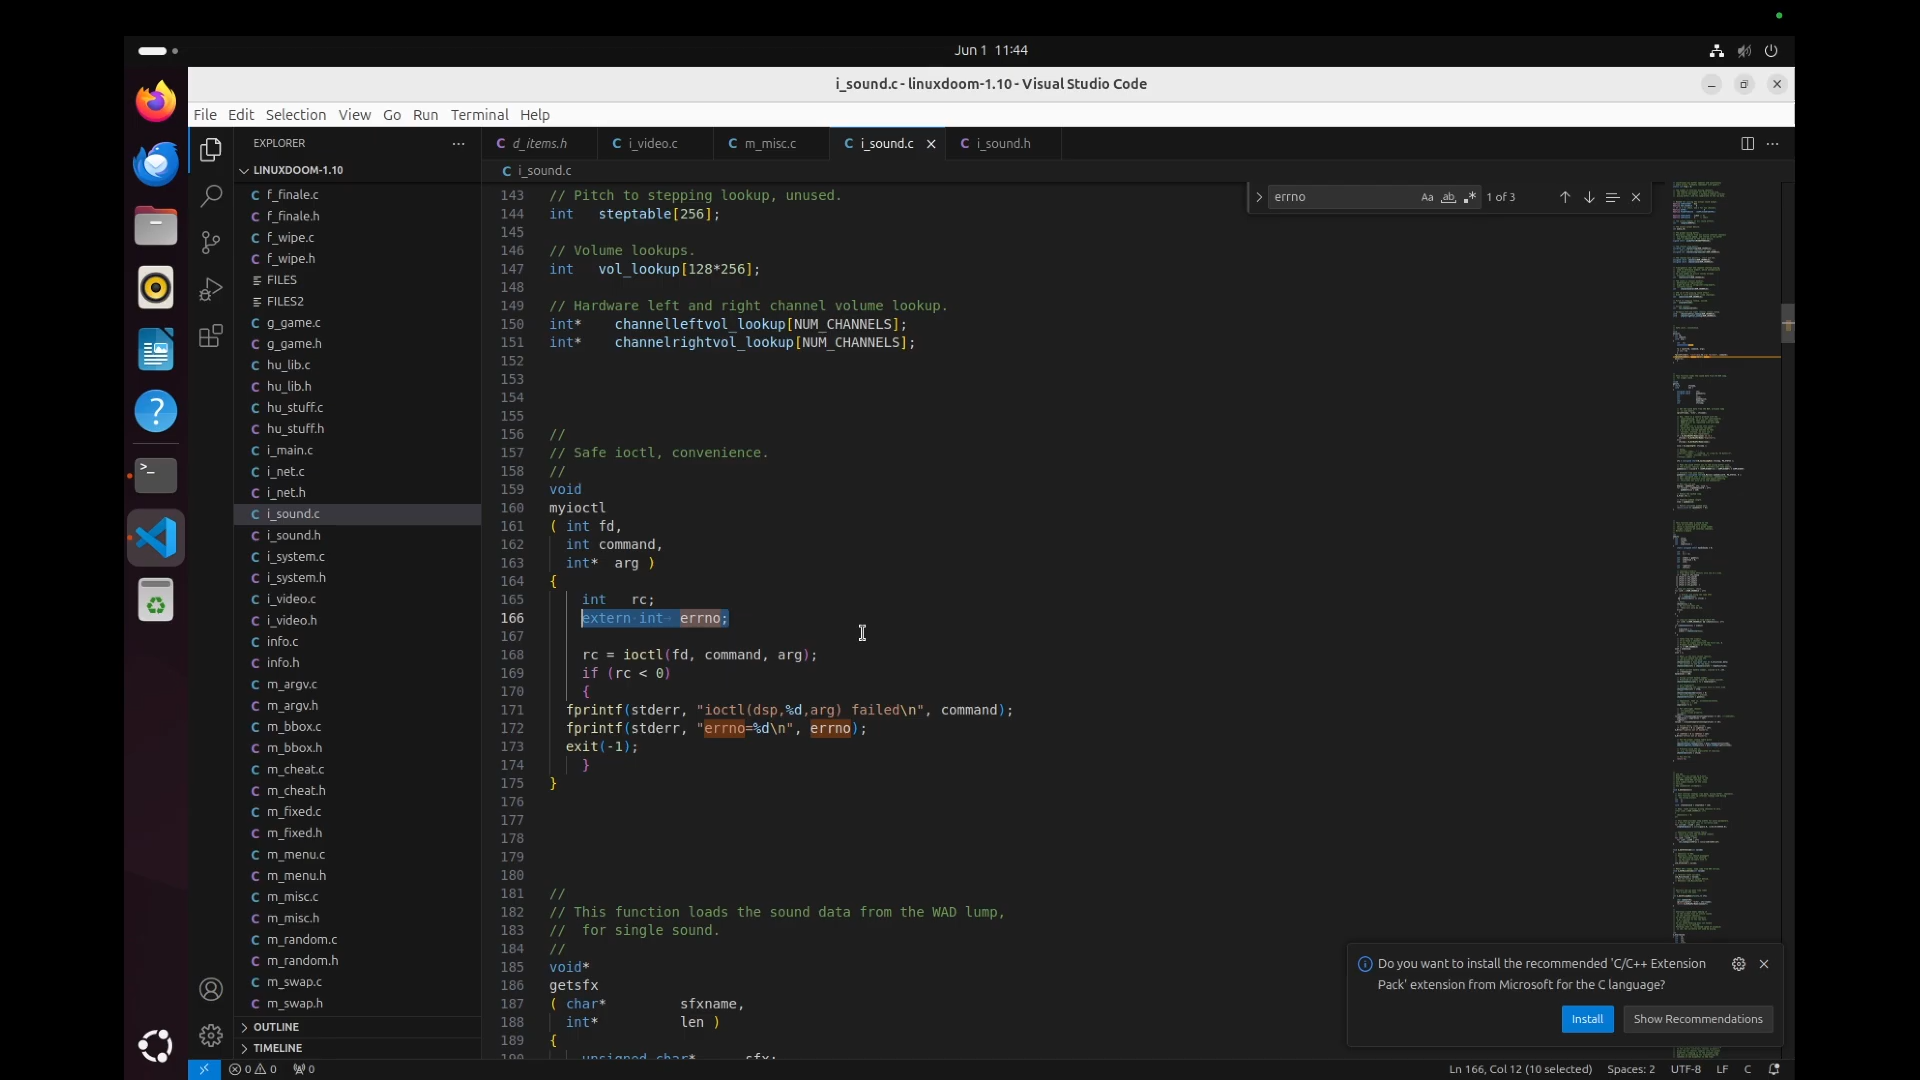 Jun 1 11:44
i_sound.c - linuxdoom-1.10 - Visual Studio Code
File Edit Selection View Go Run Terminal Help
EXPLORER
LINUXDOOM-1.10
C f_finale.c
C f_finale.h
C f_wipe.c
C f_wipe.h
FILES
FILES2
C g_game.c
C g_game.h
C hu_lib.c
C hu_lib.h
C hu_stuff.c
C hu_stuff.h
C i_main.c
C i_net.c
C i_net.h
C i_sound.c
C i_sound.h
C i_system.c
C i_system.h
C i_video.c
C i_video.h
C info.c
C info.h
C m_argv.c
C m_argv.h
C m_bbox.c
C m_bbox.h
C m_cheat.c
C m_cheat.h
C m_fixed.c
C m_fixed.h
C m_menu.c
C m_menu.h
C m_misc.c
C m_misc.h
C m_random.c
C m_random.h
C m_swap.c
C m_swap.h
OUTLINE
TIMELINE
C d_items.h C i_video.c C m_misc.c C i_sound.c C i_sound.h
C i_sound.c
errno Aa ab 1 of 3
143 // Pitch to stepping lookup, unused.
144 int steptable[256];
145
146 // Volume lookups.
147 int vol_lookup[128*256];
148
149 // Hardware left and right channel volume lookup.
150 int* channelleftvol_lookup[NUM_CHANNELS];
151 int* channelrightvol_lookup[NUM_CHANNELS];
152
153
154
155
156 //
157 // Safe ioctl, convenience.
158 //
159 void
160 myioctl
161 ( int fd,
162 int command,
163 int* arg )
164 {
165 int rc;
166 extern int errno;
167
168 rc = ioctl(fd, command, arg);
169 if (rc < 0)
170 {
171 fprintf(stderr, "ioctl(dsp,%d,arg) failed\n", command);
172 fprintf(stderr, "errno=%d\n", errno);
173 exit(-1);
174 }
175 }
176
177
178
179
180
181 //
182 // This function loads the sound data from the WAD lump,
183 // for single sound.
184 //
185 void*
186 getsfx
187 ( char* sfxname,
188 int* len )
189 {
190 unsigned char* sfx;
Do you want to install the recommended 'C/C++ Extension
Pack' extension from Microsoft for the C language?
Install Show Recommendations
0 0 0 Ln 166, Col 12 (10 selected) Spaces: 2 UTF-8 LF C